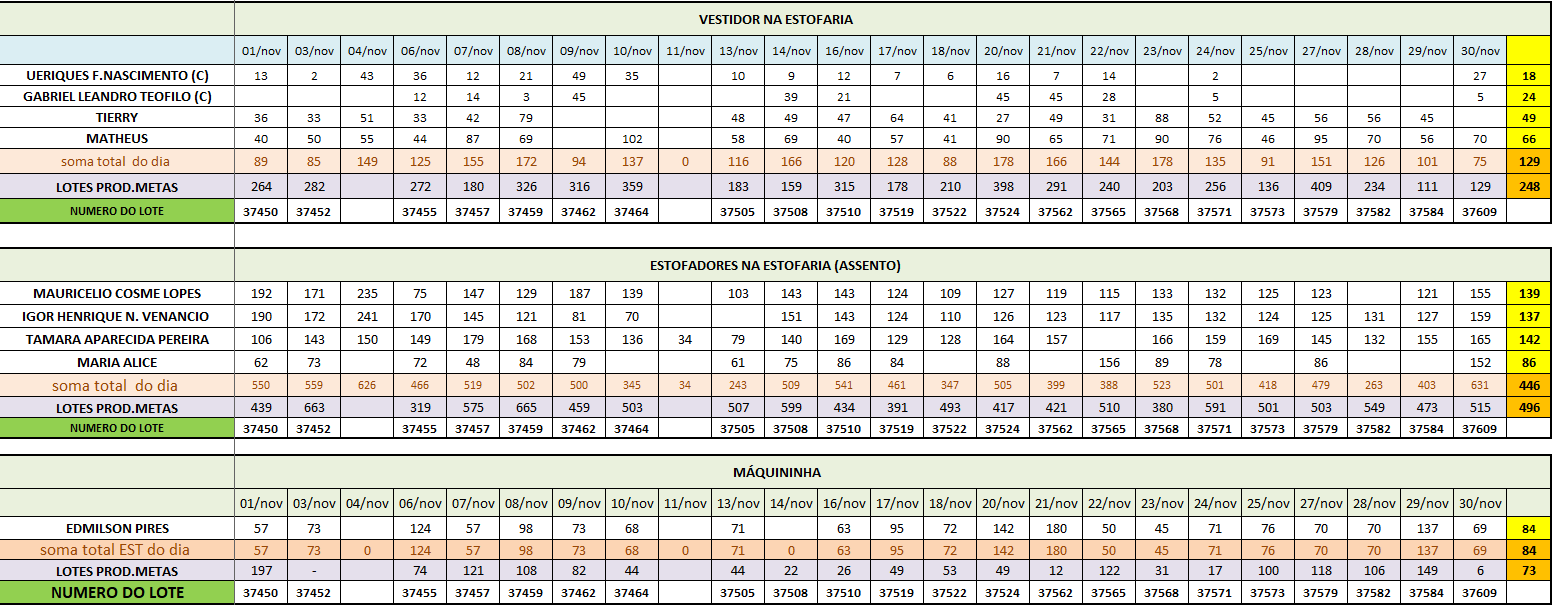 VESTIDOR NA ESTOFARIA
01/nov 03/nov 04/nov 06/nov 07/nov 08/nov 09/nov 10/nov 11/nov 13/nov 14/nov 16/nov 17/nov 18/nov 20/nov 21/nov 22/nov 23/nov 24/nov 25/nov 27/nov 28/nov 29/nov 30/nov
UERIQUES F.NASCIMENTO (C) 13 2 43 36 12 21 49 35 10 9 12 7 6 16 7 14 2 27 18
GABRIEL LEANDRO TEOFILO (C) 12 14 3 45 39 21 45 45 28 5 5 24
TIERRY 36 33 51 33 42 79 48 49 47 64 41 27 49 31 88 52 45 56 56 45 49
MATHEUS 40 50 55 44 87 69 102 58 69 40 57 41 90 65 71 90 76 46 95 70 56 70 66
soma total do dia 89 85 149 125 155 172 94 137 0 116 166 120 128 88 178 166 144 178 135 91 151 126 101 75 129
LOTES PROD.METAS 264 282 272 180 326 316 359 183 159 315 178 210 398 291 240 203 256 136 409 234 111 129 248
NUMERO DO LOTE 37450 37452 37455 37457 37459 37462 37464 37505 37508 37510 37519 37522 37524 37562 37565 37568 37571 37573 37579 37582 37584 37609
ESTOFADORES NA ESTOFARIA (ASSENTO)
MAURICELIO COSME LOPES 192 171 235 75 147 129 187 139 103 143 143 124 109 127 119 115 133 132 125 123 121 155 139
IGOR HENRIQUE N. VENANCIO 190 172 241 170 145 121 81 70 151 143 124 110 126 123 117 135 132 124 125 131 127 159 137
TAMARA APARECIDA PEREIRA 106 143 150 149 179 168 153 136 34 79 140 169 129 128 164 157 166 159 169 145 132 155 165 142
MARIA ALICE 62 73 72 48 84 79 61 75 86 84 88 156 89 78 86 152 86
soma total do dia 550 559 626 466 519 502 500 345 34 243 509 541 461 347 505 399 388 523 501 418 479 263 403 631 446
LOTES PROD.METAS 439 663 319 575 665 459 503 507 599 434 391 493 417 421 510 380 591 501 503 549 473 515 496
NUMERO DO LOTE 37450 37452 37455 37457 37459 37462 37464 37505 37508 37510 37519 37522 37524 37562 37565 37568 37571 37573 37579 37582 37584 37609
MÁQUININHA
01/nov 03/nov 04/nov 06/nov 07/nov 08/nov 09/nov 10/nov 11/nov 13/nov 14/nov 16/nov 17/nov 18/nov 20/nov 21/nov 22/nov 23/nov 24/nov 25/nov 27/nov 28/nov 29/nov 30/nov
EDMILSON PIRES 57 73 124 57 98 73 68 71 63 95 72 142 180 50 45 71 76 70 70 137 69 84
soma total EST do dia 57 73 0 124 57 98 73 68 0 71 0 63 95 72 142 180 50 45 71 76 70 70 137 69 84
LOTES PROD.METAS 197 - 74 121 108 82 44 44 22 26 49 53 49 12 122 31 17 100 118 106 149 6 73
NUMERO DO LOTE 37450 37452 37455 37457 37459 37462 37464 37505 37508 37510 37519 37522 37524 37562 37565 37568 37571 37573 37579 37582 37584 37609